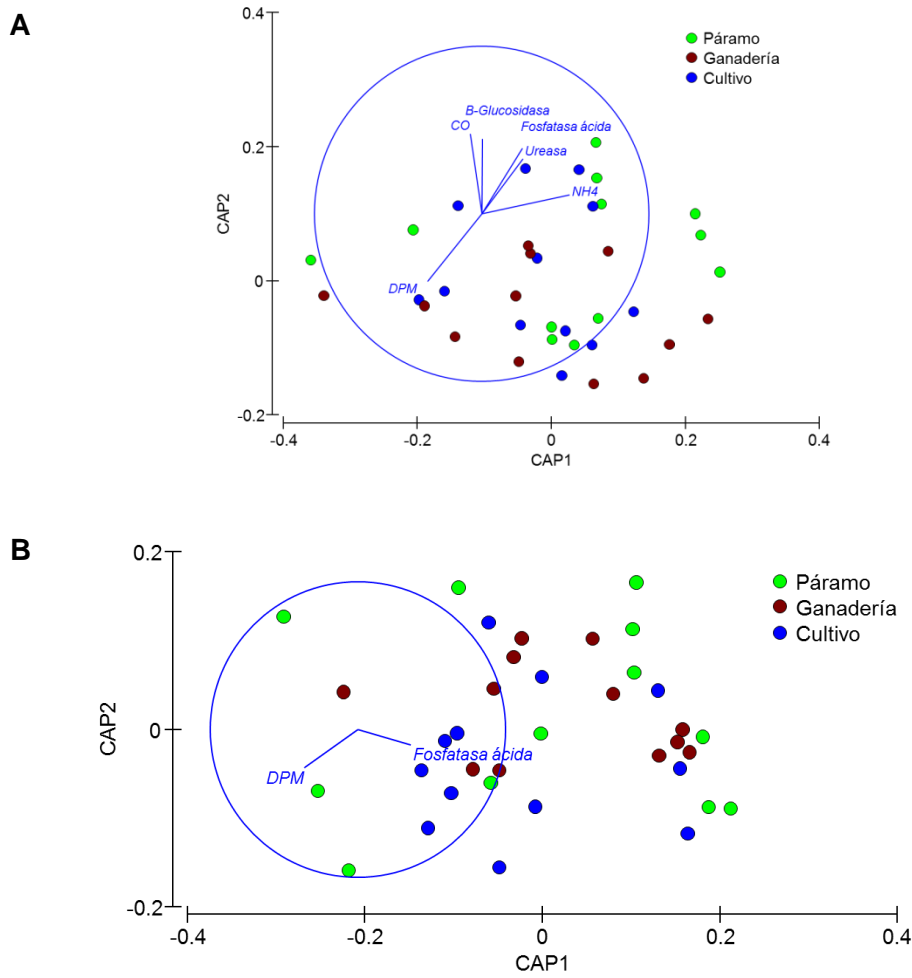 A
0.4
Páramo
Ganadería
Cultivo
B-Glucosidasa
CO
Fosfatasa ácida
Ureasa
0.2
NH4
CAP2
0
DPM
-0.2
-0.4
-0.2
0
0.2
0.4
CAP1
B
0.2
Páramo
Ganadería
Cultivo
CAP2
0
Fosfatasa ácida
DPM
-0.2
-0.4
-0.2
0
0.2
0.4
CAP1